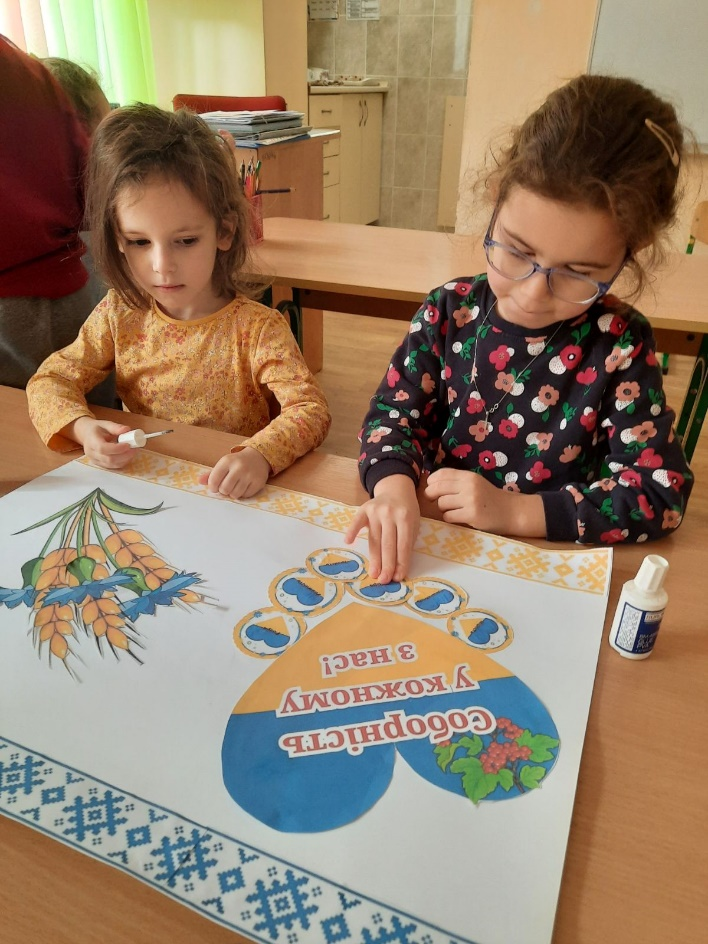 Соборність
у кожному
з нас!